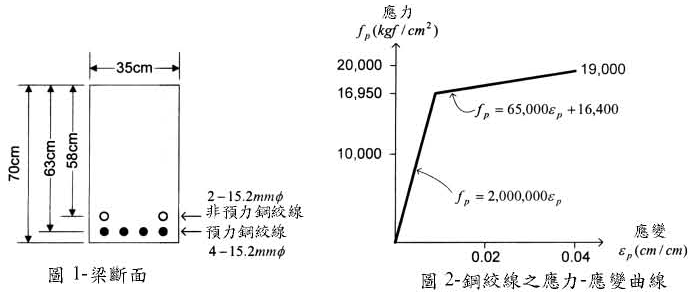 35cm
70cm
63cm
58cm
2－15.2mmφ
非預力鋼絞線
預力鋼絞線
4－15.2mmφ
圖 1-梁斷面
應力
f_p (kgf/cm²)
20,000
19,000
16,950
f_p = 65,000ε_p + 16,400
10,000
f_p = 2,000,000ε_p
應變
0.02
0.04
ε_p (cm/cm)
圖 2-鋼絞線之應力-應變曲線